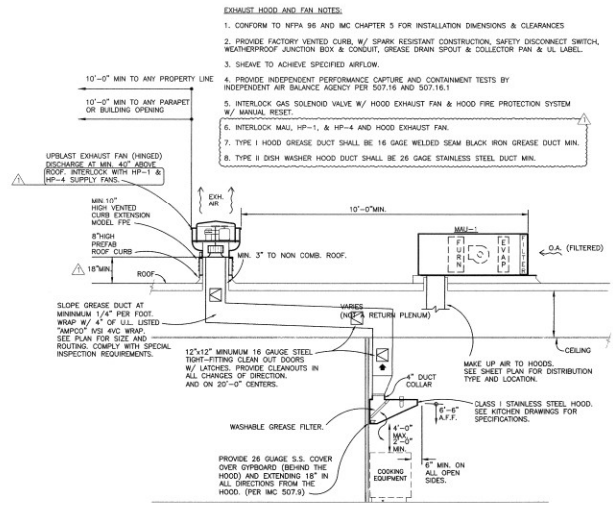 EXHAUST HOOD AND FAN NOTES:
1. CONFORM TO NFPA 96 AND IMC CHAPTER 5 FOR INSTALLATION DIMENSIONS & CLEARANCES
2. PROVIDE FACTORY VENTED CURB, W/ SPARK RESISTANT CONSTRUCTION, SAFETY DISCONNECT SWITCH,
WEATHERPROOF JUNCTION BOX & CONDUIT, GREASE DRAIN SPOUT & COLLECTOR PAN & UL LABEL.
3. SHEAVE TO ACHIEVE SPECIFIED AIRFLOW.
4. PROVIDE INDEPENDENT PERFORMANCE CAPTURE AND CONTAINMENT TESTS BY
INDEPENDENT AIR BALANCE AGENCY PER 507.16 AND 507.16.1
5. INTERLOCK GAS SOLENOID VALVE W/ HOOD EXHAUST FAN & HOOD FIRE PROTECTION SYSTEM
W/ MANUAL RESET.
6. INTERLOCK MAU, HP-1, & HP-4 AND HOOD EXHAUST FAN.
7. TYPE I HOOD GREASE DUCT SHALL BE 16 GAGE WELDED SEAM BLACK IRON GREASE DUCT MIN.
8. TYPE II DISH WASHER HOOD DUCT SHALL BE 26 GAGE STAINLESS STEEL DUCT MIN.
10'-0" MIN TO ANY PROPERTY LINE
10'-0" MIN TO ANY PARAPET
OR BUILDING OPENING
UPBLAST EXHAUST FAN (HINGED)
DISCHARGE AT MIN. 40" ABOVE
ROOF. INTERLOCK WITH HP-1 &
HP-4 SUPPLY FANS.
EXH.
AIR
10'-0"MIN.
MIN.10"
HIGH VENTED
CURB EXTENSION
MODEL FPE
8"HIGH
PREFAB
ROOF CURB
18"MIN.
ROOF
MIN. 3" TO NON COMB. ROOF.
MAU-1
FURN
EVAP
FILTER
O.A. (FILTERED)
SLOPE GREASE DUCT AT
MINIMUM 1/4" PER FOOT.
WRAP W/ 4" OF U.L. LISTED
"AMPCO" 4VC WRAP.
SEE PLAN FOR SIZE AND
ROUTING. COMPLY WITH SPECIAL
INSPECTION REQUIREMENTS.
VARIES
(NOT A RETURN PLENUM)
CEILING
12"x12" MINUMUM 16 GAUGE STEEL
TIGHT-FITTING CLEAN OUT DOORS
W/ LATCHES. PROVIDE CLEANOUTS IN
ALL CHANGES OF DIRECTION.
AND ON 20'-0" CENTERS.
MAKE UP AIR TO HOODS.
SEE SHEET PLAN FOR DISTRIBUTION
TYPE AND LOCATION.
4" DUCT
COLLAR
CLASS I STAINLESS STEEL HOOD.
SEE KITCHEN DRAWINGS FOR
SPECIFICATIONS.
6'-6"
A.F.F.
WASHABLE GREASE FILTER.
4'-0"
MAX.
2'-0"
MIN.
PROVIDE 26 GUAGE S.S. COVER
OVER GYPBOARD (BEHIND THE
HOOD) AND EXTENDING 18" IN
ALL DIRECTIONS FROM THE
HOOD. (PER IMC 507.9)
COOKING
EQUIPMENT
6" MIN. ON
ALL OPEN
SIDES.